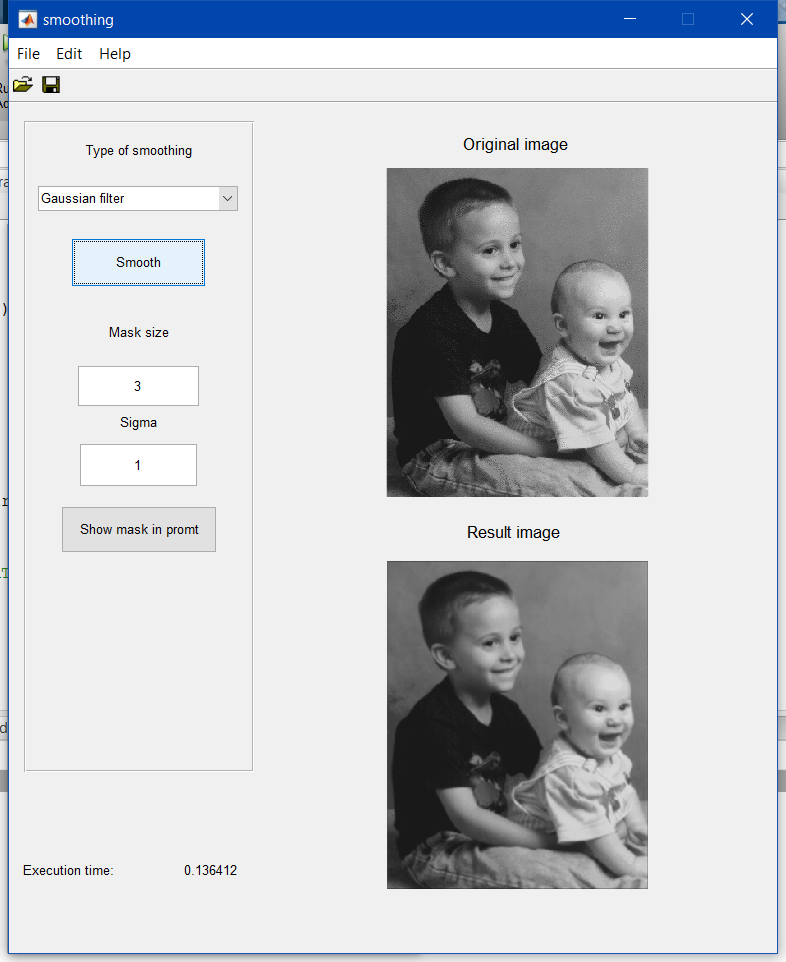 smoothing
File Edit Help
Type of smoothing
Gaussian filter
Smooth
Mask size
3
Sigma
1
Show mask in promt
Execution time: 0.136412
Original image
Result image